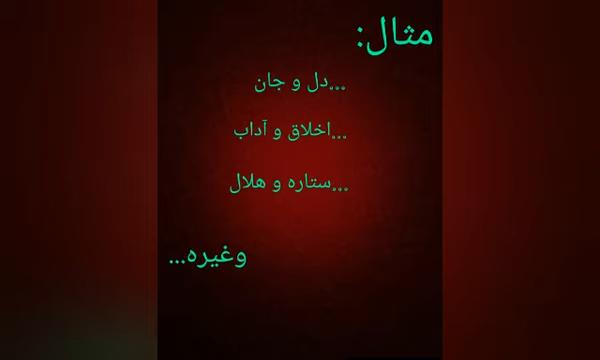 مثال:
...دل و جان
...اخلاق و آداب
...ستاره و هلال
وغیره...